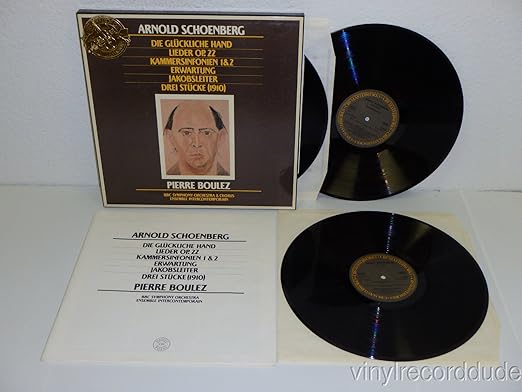 ARNOLD SCHOENBERG
DIE GLÜCKLICHE HAND
LIEDER OP. 22
KAMMERSINFONIEN 1 & 2
ERWARTUNG
JAKOBSLEITER
DREI STÜCKE (1910)
PIERRE BOULEZ
BBC SYMPHONY ORCHESTRA & CHORUS
ENSEMBLE INTERCONTEMPORAIN
ARNOLD SCHOENBERG
DIE GLÜCKLICHE HAND
LIEDER OP. 22
KAMMERSINFONIEN 1 & 2
ERWARTUNG
JAKOBSLEITER
DREI STÜCKE (1910)
PIERRE BOULEZ
BBC SYMPHONY ORCHESTRA
ENSEMBLE INTERCONTEMPORAIN
vinylrecorddude